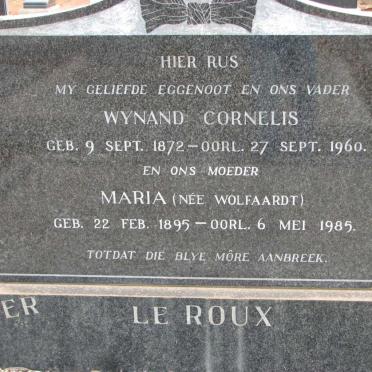 HIER RUS
MY GELIEFDE EGGENOOT EN ONS VADER
WYNAND CORNELIS
GEB. 9 SEPT. 1872 — OORL. 27 SEPT. 1960.
EN ONS MOEDER
MARIA (NÉE WOLFAARDT)
GEB. 22 FEB. 1895 — OORL. 6 MEI 1985.
TOTDAT DIE BLYE MÔRE AANBREEK.
LE ROUX